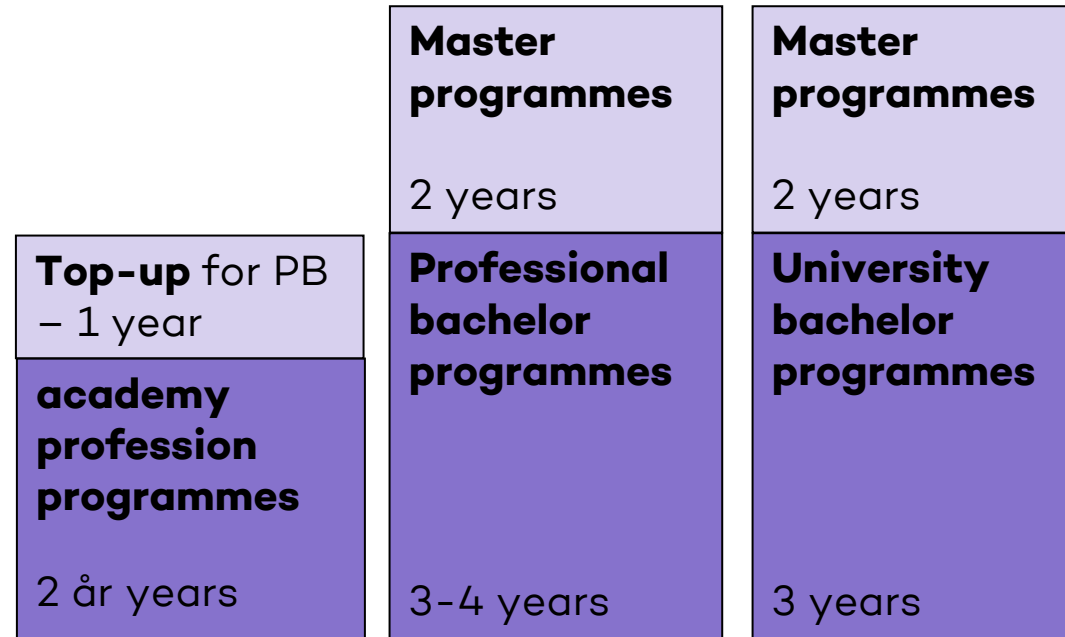 Top-up for PB
– 1 year
academy
profession
programmes
2 år years
Master
programmes
2 years
Professional
bachelor
programmes
3-4 years
Master
programmes
2 years
University
bachelor
programmes
3 years